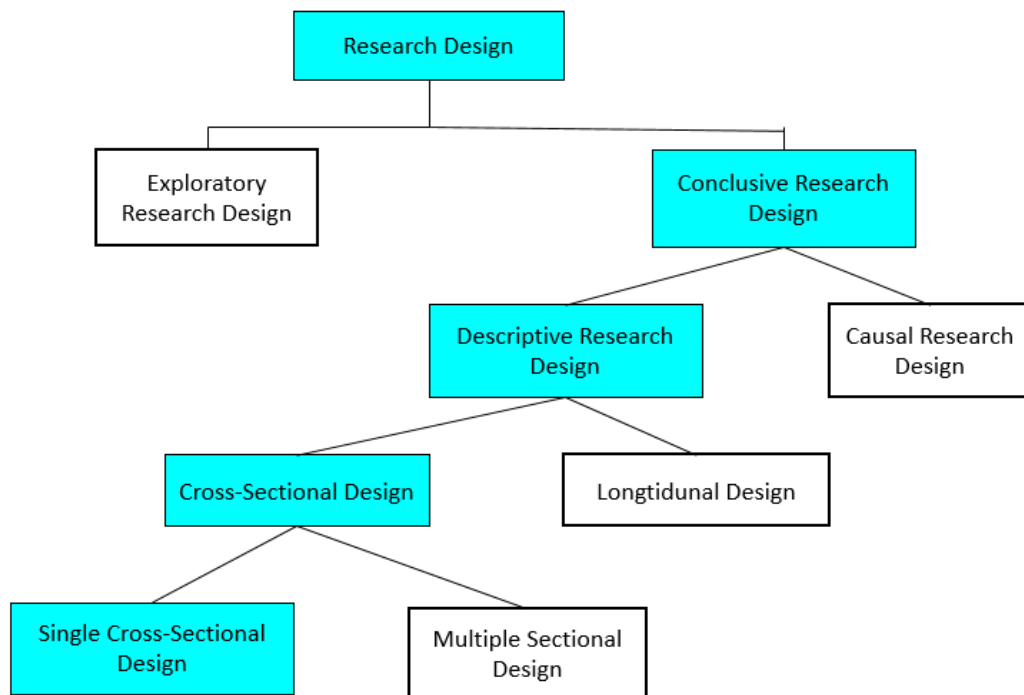 Research Design
Exploratory
Research Design
Conclusive Research
Design
Descriptive Research
Design
Causal Research
Design
Cross-Sectional Design
Longtidunal Design
Single Cross-Sectional
Design
Multiple Sectional
Design